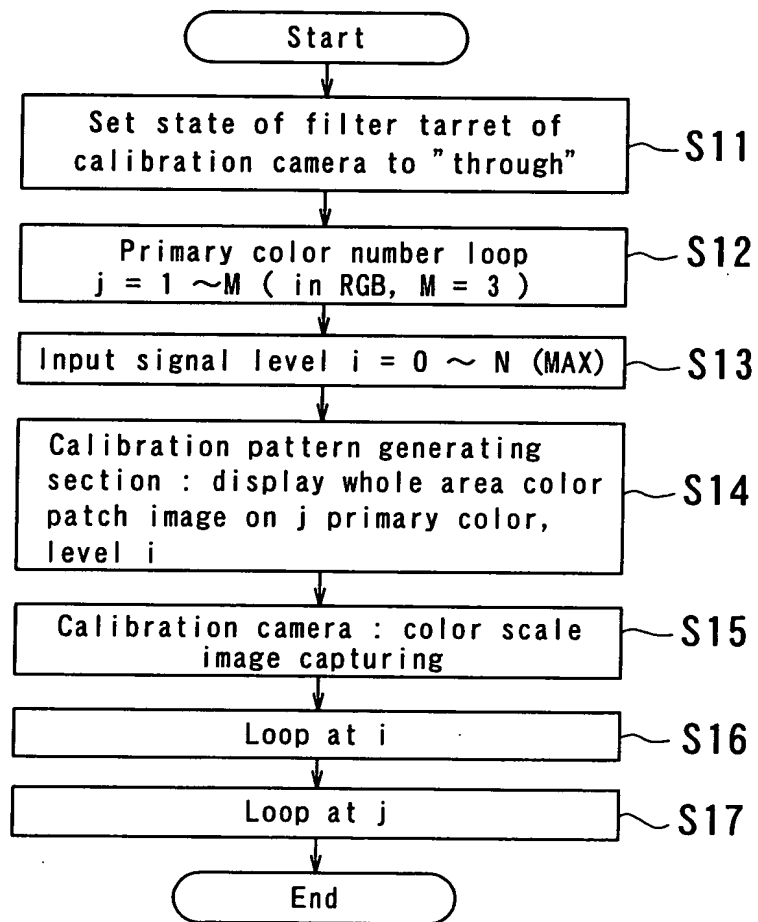 Start
Set state of filter tarret of
calibration camera to "through"
S11
Primary color number loop
j = 1 ~M ( in RGB, M = 3 )
S12
Input signal level i = 0 ~ N (MAX)
S13
Calibration pattern generating
section : display whole area color
patch image on j primary color,
level i
S14
Calibration camera : color scale
image capturing
S15
Loop at i
S16
Loop at j
S17
End